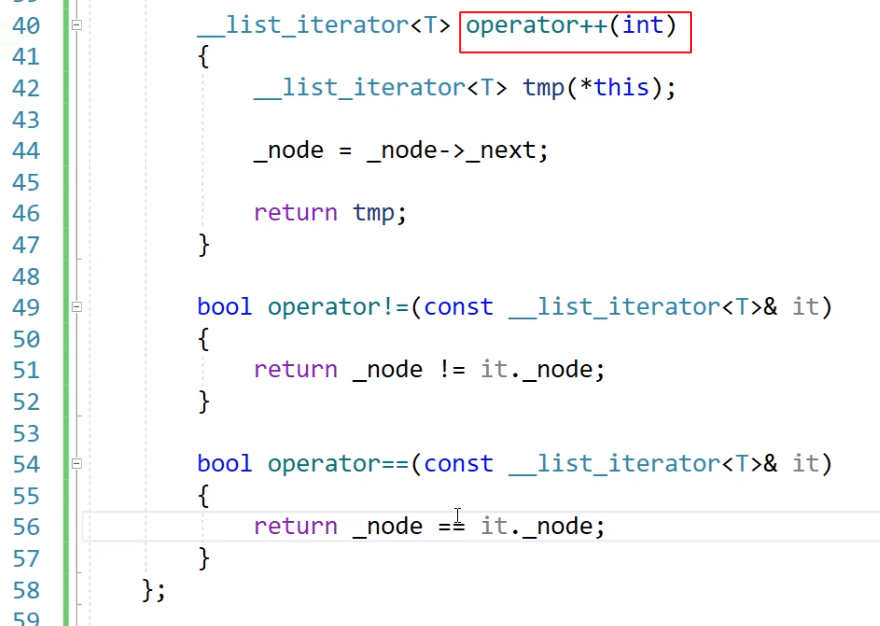 40 __list_iterator<T> operator++(int)
41 {
42 __list_iterator<T> tmp(*this);
43
44 _node = _node->_next;
45
46 return tmp;
47 }
48
49 bool operator!=(const __list_iterator<T>& it)
50 {
51 return _node != it._node;
52 }
53
54 bool operator==(const __list_iterator<T>& it)
55 {
56 return _node == it._node;
57 }
58 };
59